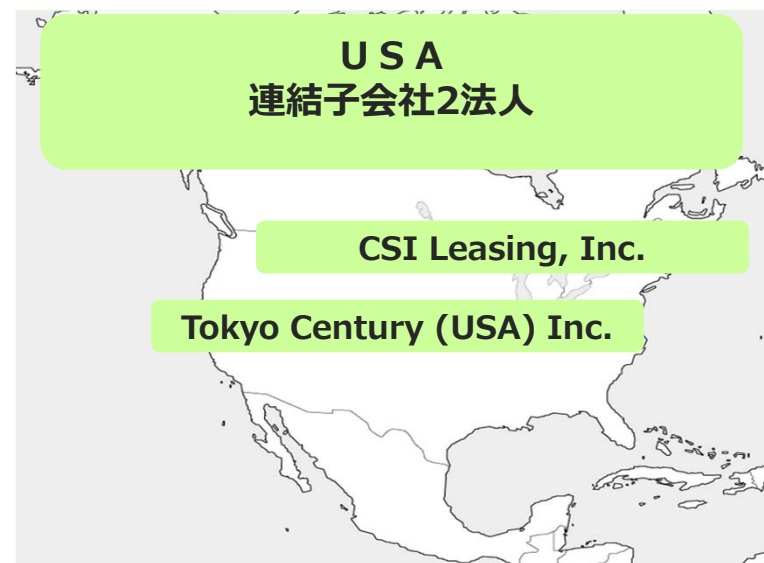 ＵＳＡ
連結子会社2法人
CSI Leasing, Inc.
Tokyo Century (USA) Inc.